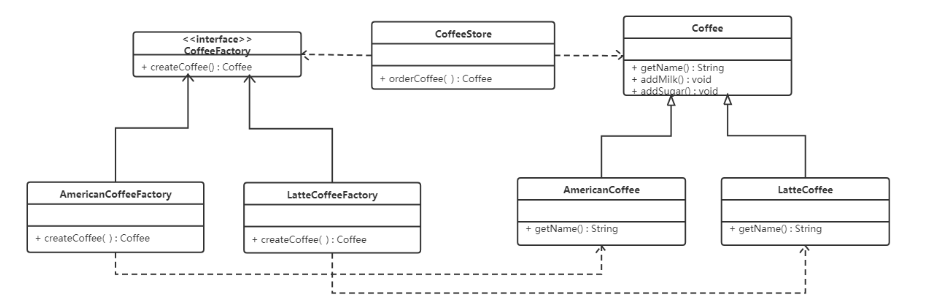 <<interface>>
CoffeeFactory
+ createCoffee() : Coffee
CoffeeStore
+ orderCoffee( ) : Coffee
Coffee
+ getName() : String
+ addMilk() : void
+ addSugar() : void
AmericanCoffeeFactory
+ createCoffee( ) : Coffee
LatteCoffeeFactory
+ createCoffee( ) : Coffee
AmericanCoffee
+ getName() : String
LatteCoffee
+ getName() : String